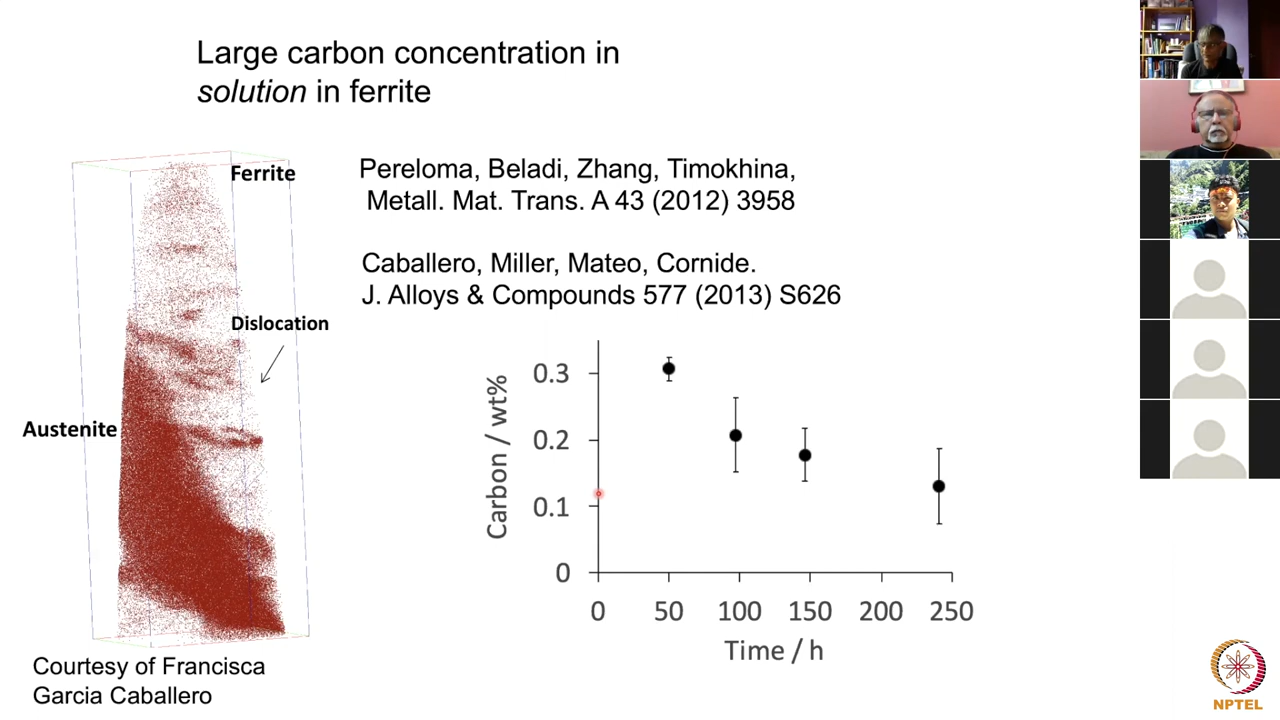 Large carbon concentration in
solution in ferrite
Ferrite
Dislocation
Austenite
Courtesy of Francisca
Garcia Caballero
Pereloma, Beladi, Zhang, Timokhina,
Metall. Mat. Trans. A 43 (2012) 3958
Caballero, Miller, Mateo, Cornide.
J. Alloys & Compounds 577 (2013) S626
Carbon / wt%
0.3
0.2
0.1
0
0 50 100 150 200 250
Time / h
NPTEL